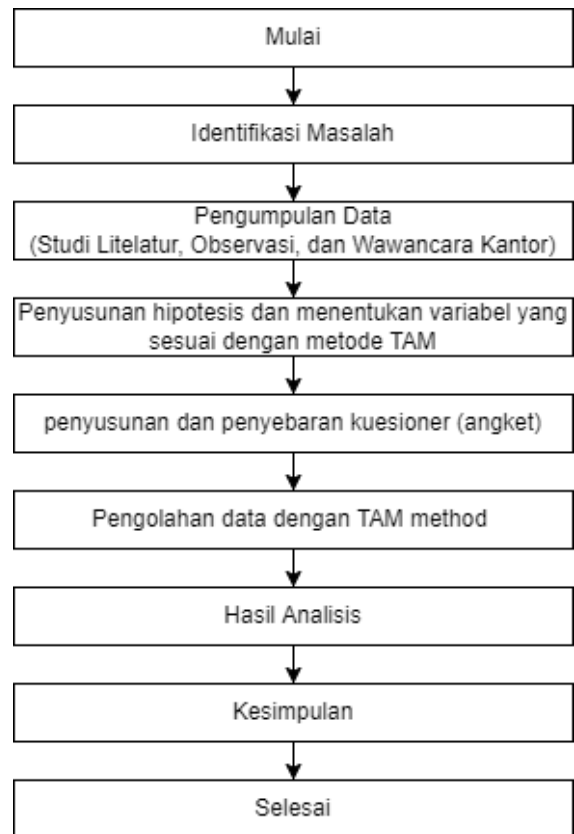 Mulai
Identifikasi Masalah
Pengumpulan Data
(Studi Litelatur, Observasi, dan Wawancara Kantor)
Penyusunan hipotesis dan menentukan variabel yang
sesuai dengan metode TAM
penyusunan dan penyebaran kuesioner (angket)
Pengolahan data dengan TAM method
Hasil Analisis
Kesimpulan
Selesai